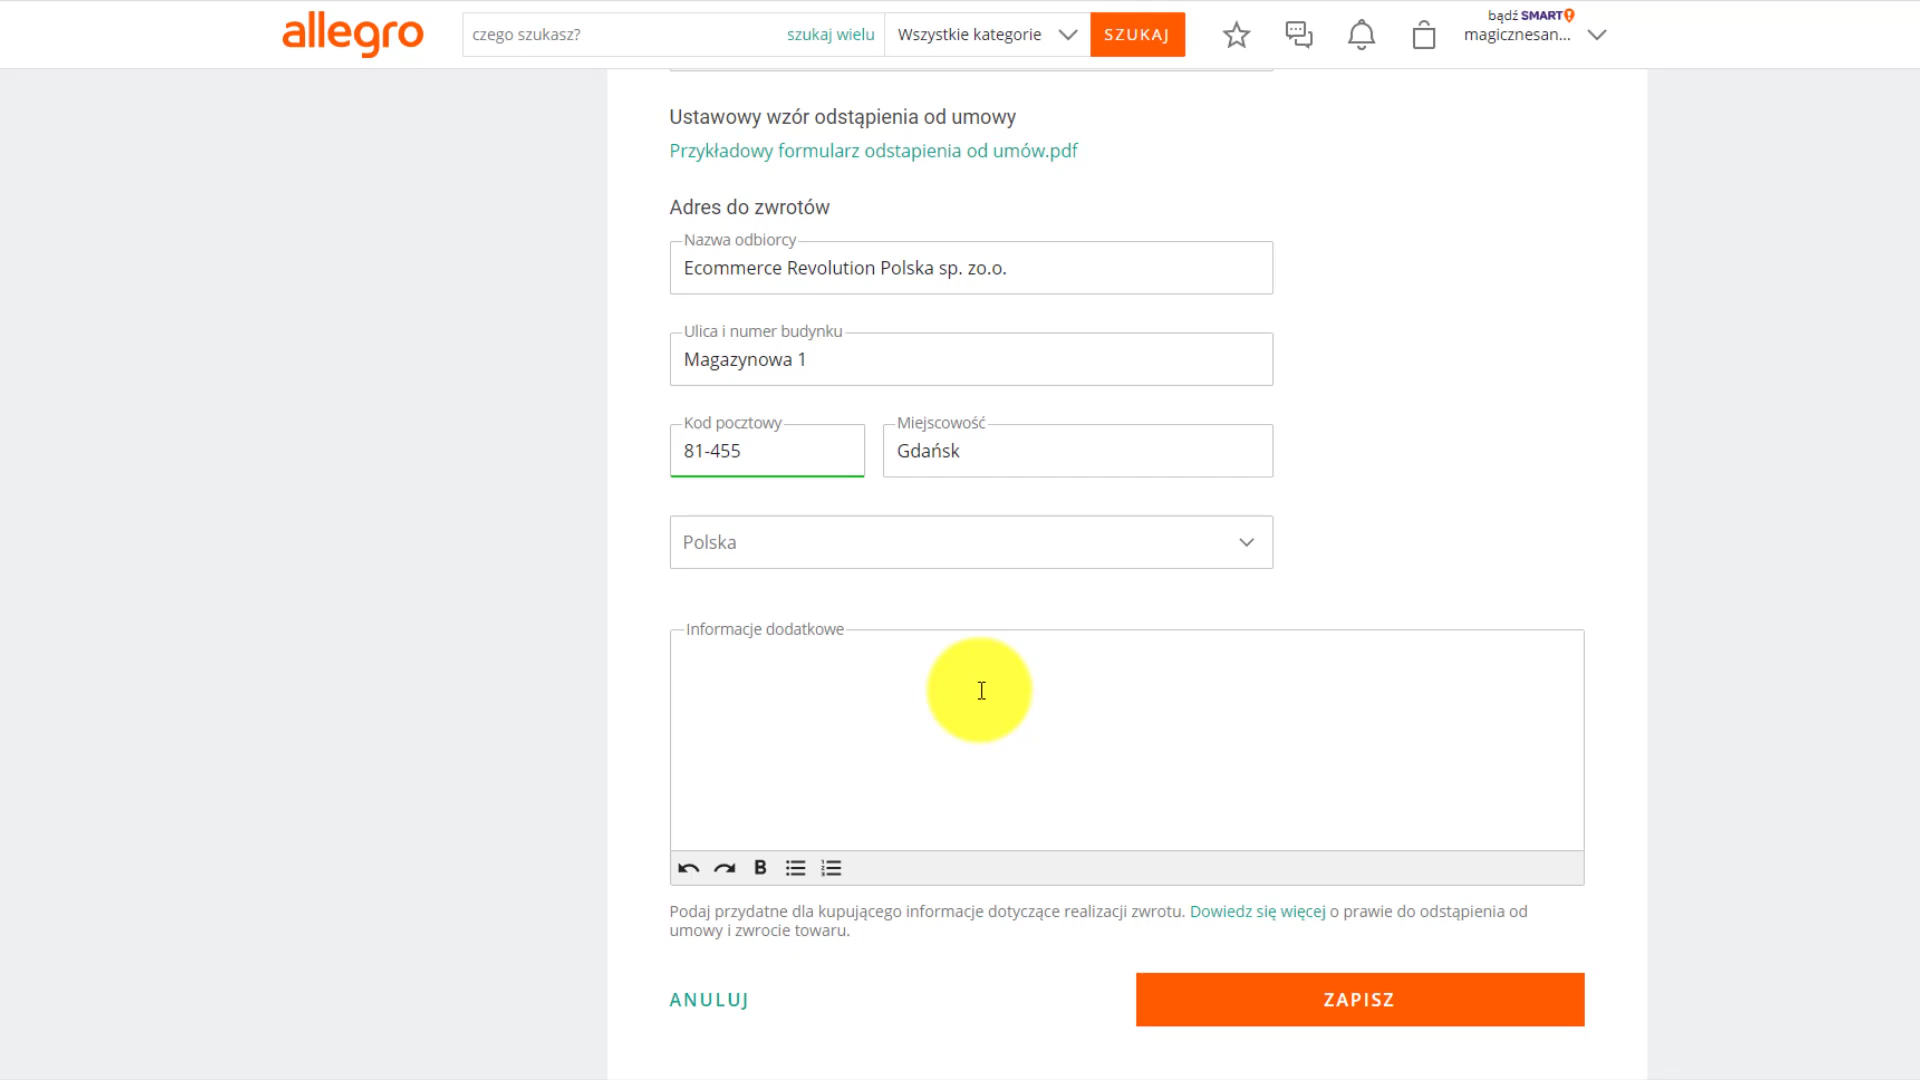 allegro
czego szukasz?
szukaj wielu
Wszystkie kategorie
SZUKAJ
bądź SMART!
magicznesan...
Ustawowy wzór odstąpienia od umowy
Przykładowy formularz odstapienia od umów.pdf
Adres do zwrotów
Nazwa odbiorcy
Ecommerce Revolution Polska sp. zo.o.
Ulica i numer budynku
Magazynowa 1
Kod pocztowy
81-455
Miejscowość
Gdańsk
Polska
Informacje dodatkowe
B
Podaj przydatne dla kupującego informacje dotyczące realizacji zwrotu. Dowiedz się więcej o prawie do odstąpienia od
umowy i zwrocie towaru.
ANULUJ
ZAPISZ